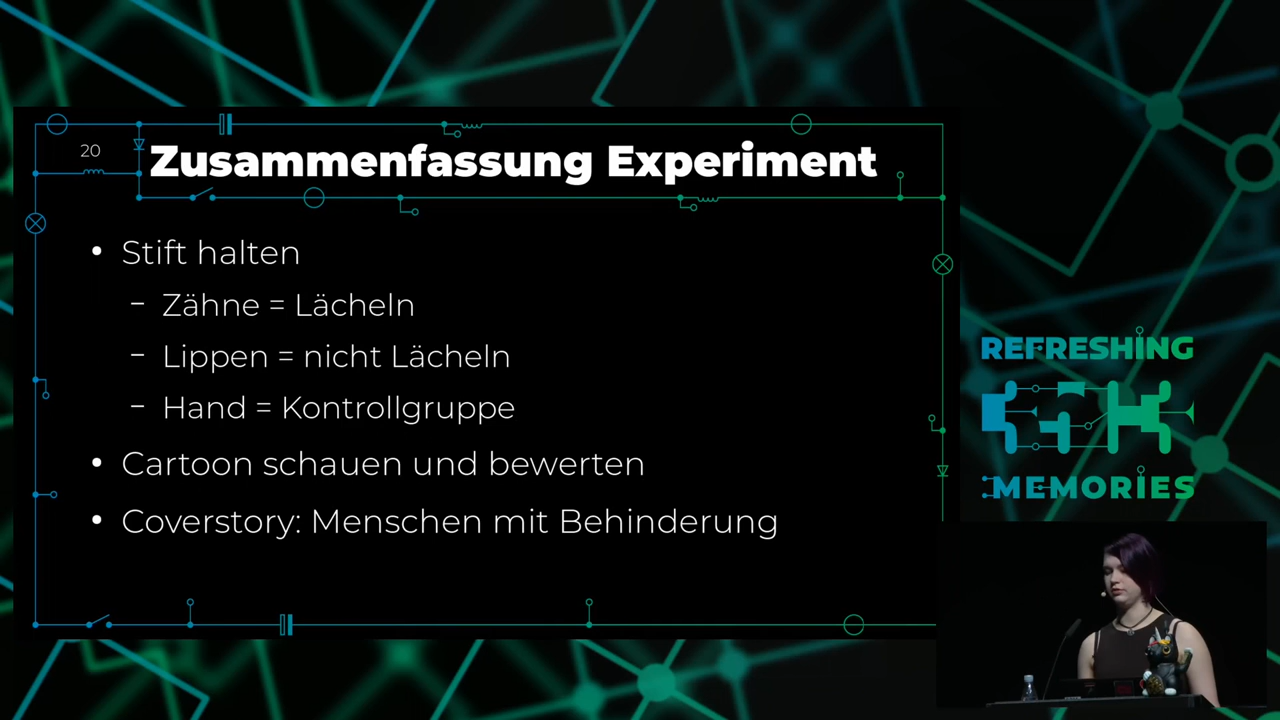 20
Zusammenfassung Experiment
• Stift halten
– Zähne = Lächeln
– Lippen = nicht Lächeln
– Hand = Kontrollgruppe
• Cartoon schauen und bewerten
• Coverstory: Menschen mit Behinderung
REFRESHING
MEMORIES